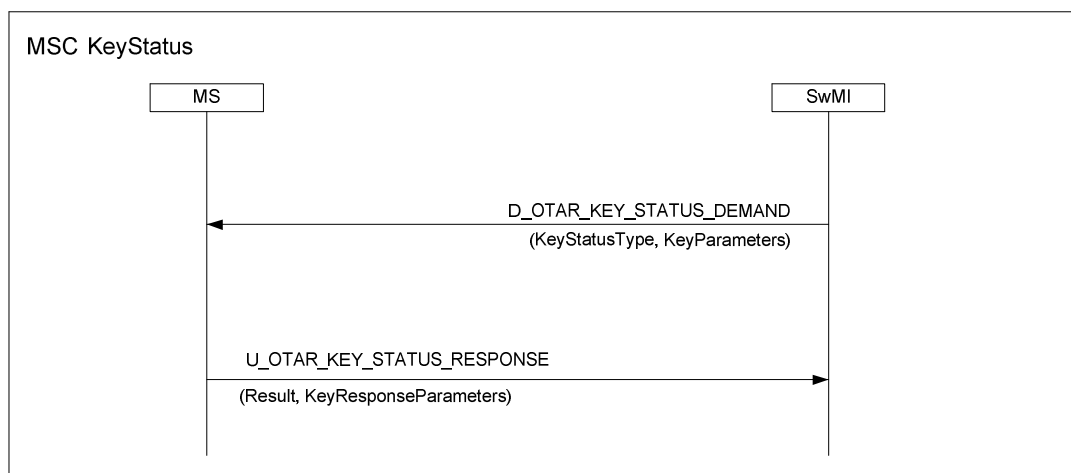 MSC KeyStatus
MS
SwMI
D_OTAR_KEY_STATUS_DEMAND
(KeyStatusType, KeyParameters)
U_OTAR_KEY_STATUS_RESPONSE
(Result, KeyResponseParameters)